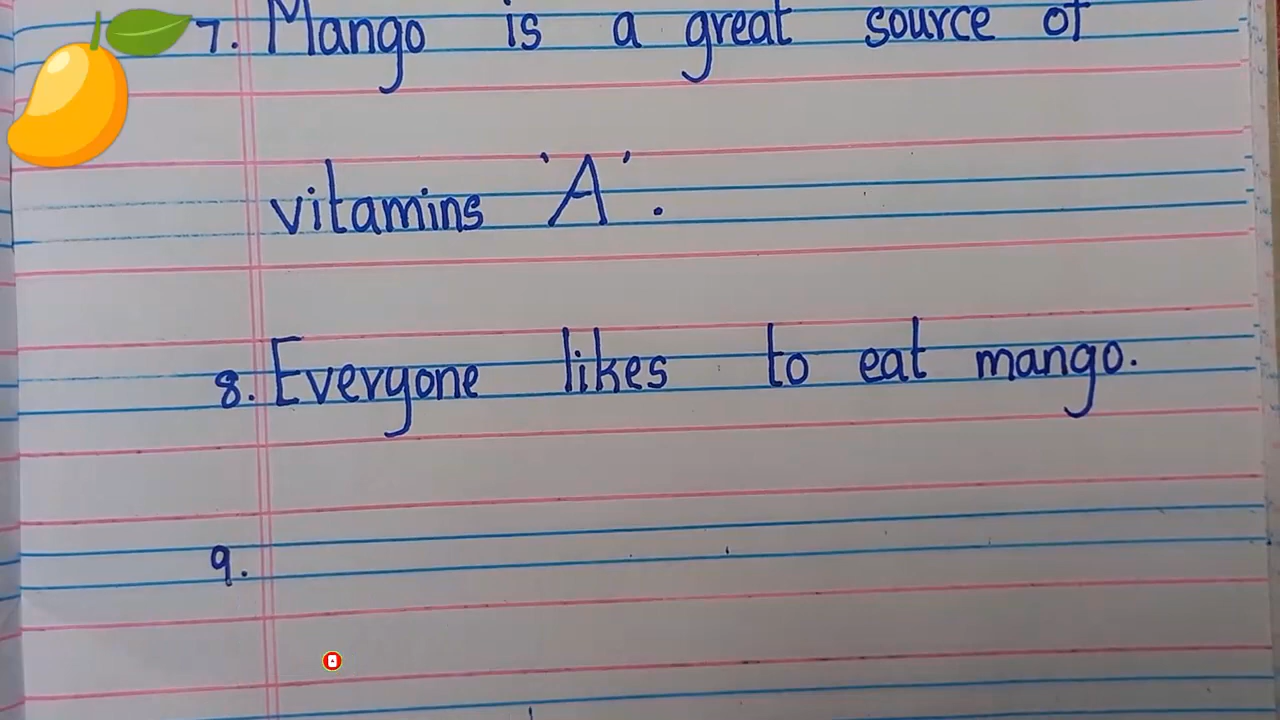 7. Mango is a great source of
vitamins 'A'.
8. Everyone likes to eat mango.
9.